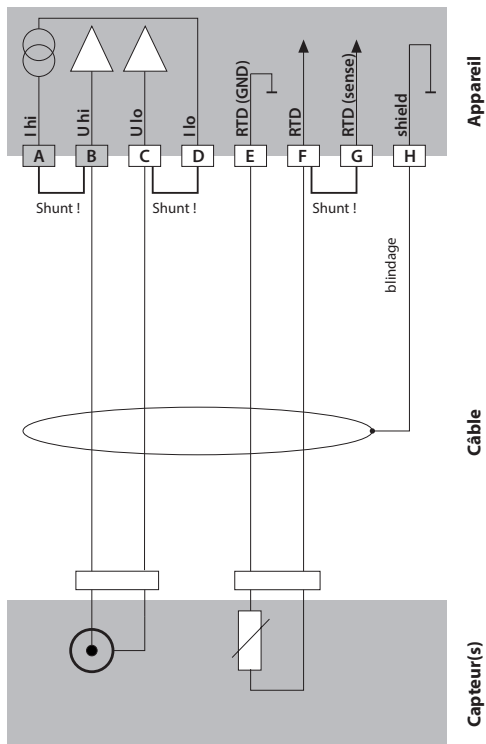 I hi
U hi
U lo
I lo
RTD (GND)
RTD
RTD (sense)
shield
Appareil
A
B
C
D
E
F
G
H
Shunt !
Shunt !
Shunt !
blindage
Câble
Capteur(s)